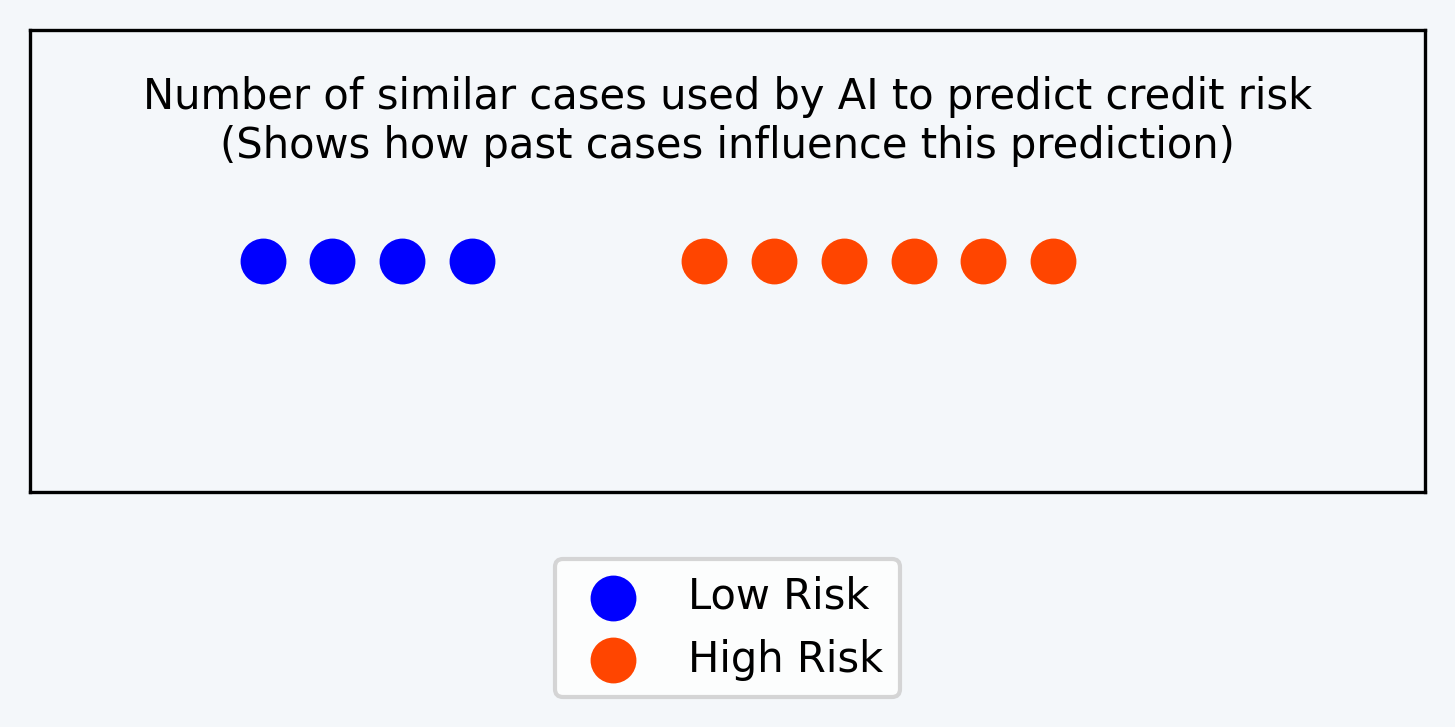 Number of similar cases used by AI to predict credit risk
(Shows how past cases influence this prediction)
Low Risk
High Risk